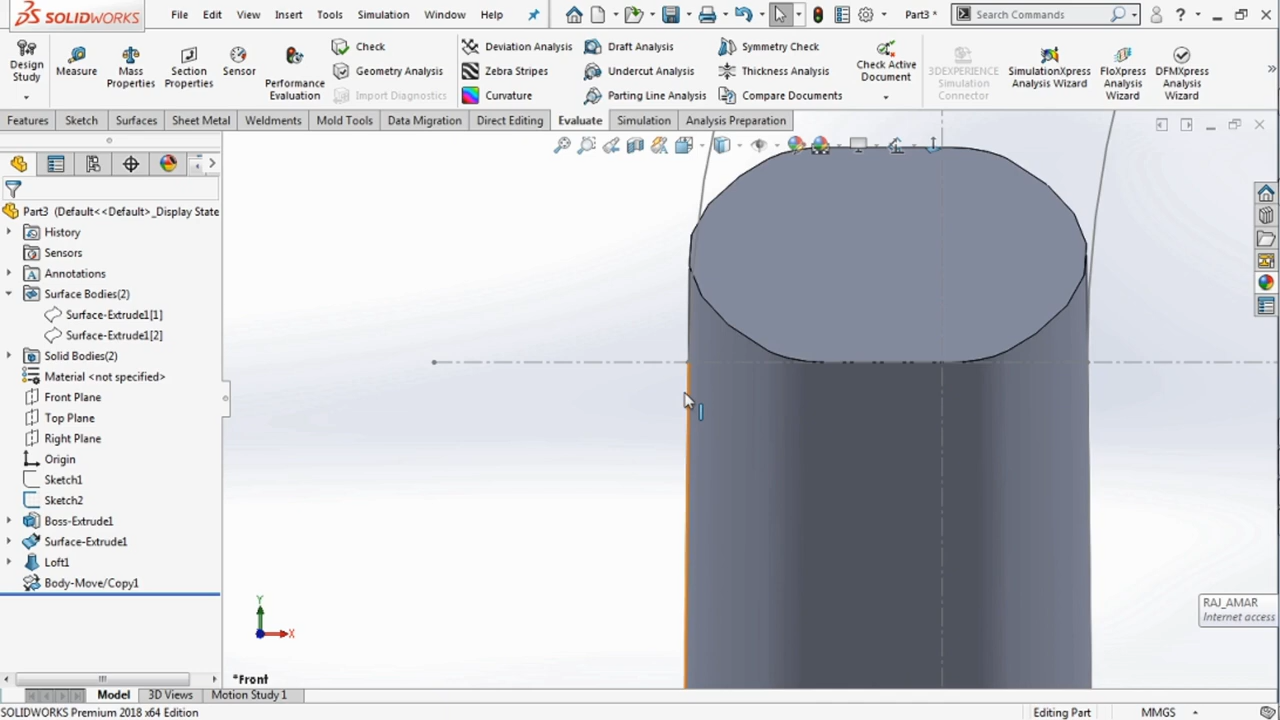 SOLIDWORKS
File Edit View Insert Tools Simulation Window Help
Part3 *
Search Commands
Design Study
Measure
Mass Properties
Section Properties
Sensor
Performance Evaluation
Check
Geometry Analysis
Import Diagnostics
Deviation Analysis
Zebra Stripes
Curvature
Draft Analysis
Undercut Analysis
Parting Line Analysis
Symmetry Check
Thickness Analysis
Compare Documents
Check Active Document
3DEXPERIENCE Simulation Connector
SimulationXpress Analysis Wizard
FloXpress Analysis Wizard
DFMXpress Analysis Wizard
Features Sketch Surfaces Sheet Metal Weldments Mold Tools Data Migration Direct Editing Evaluate Simulation Analysis Preparation
Part3 (Default<<Default>_Display State
History
Sensors
Annotations
Surface Bodies(2)
Surface-Extrude1[1]
Surface-Extrude1[2]
Solid Bodies(2)
Material <not specified>
Front Plane
Top Plane
Right Plane
Origin
Sketch1
Sketch2
Boss-Extrude1
Surface-Extrude1
Loft1
Body-Move/Copy1
Y
X
*Front
RAJ_AMAR
Internet access
Model 3D Views Motion Study 1
SOLIDWORKS Premium 2018 x64 Edition
Editing Part
MMGS